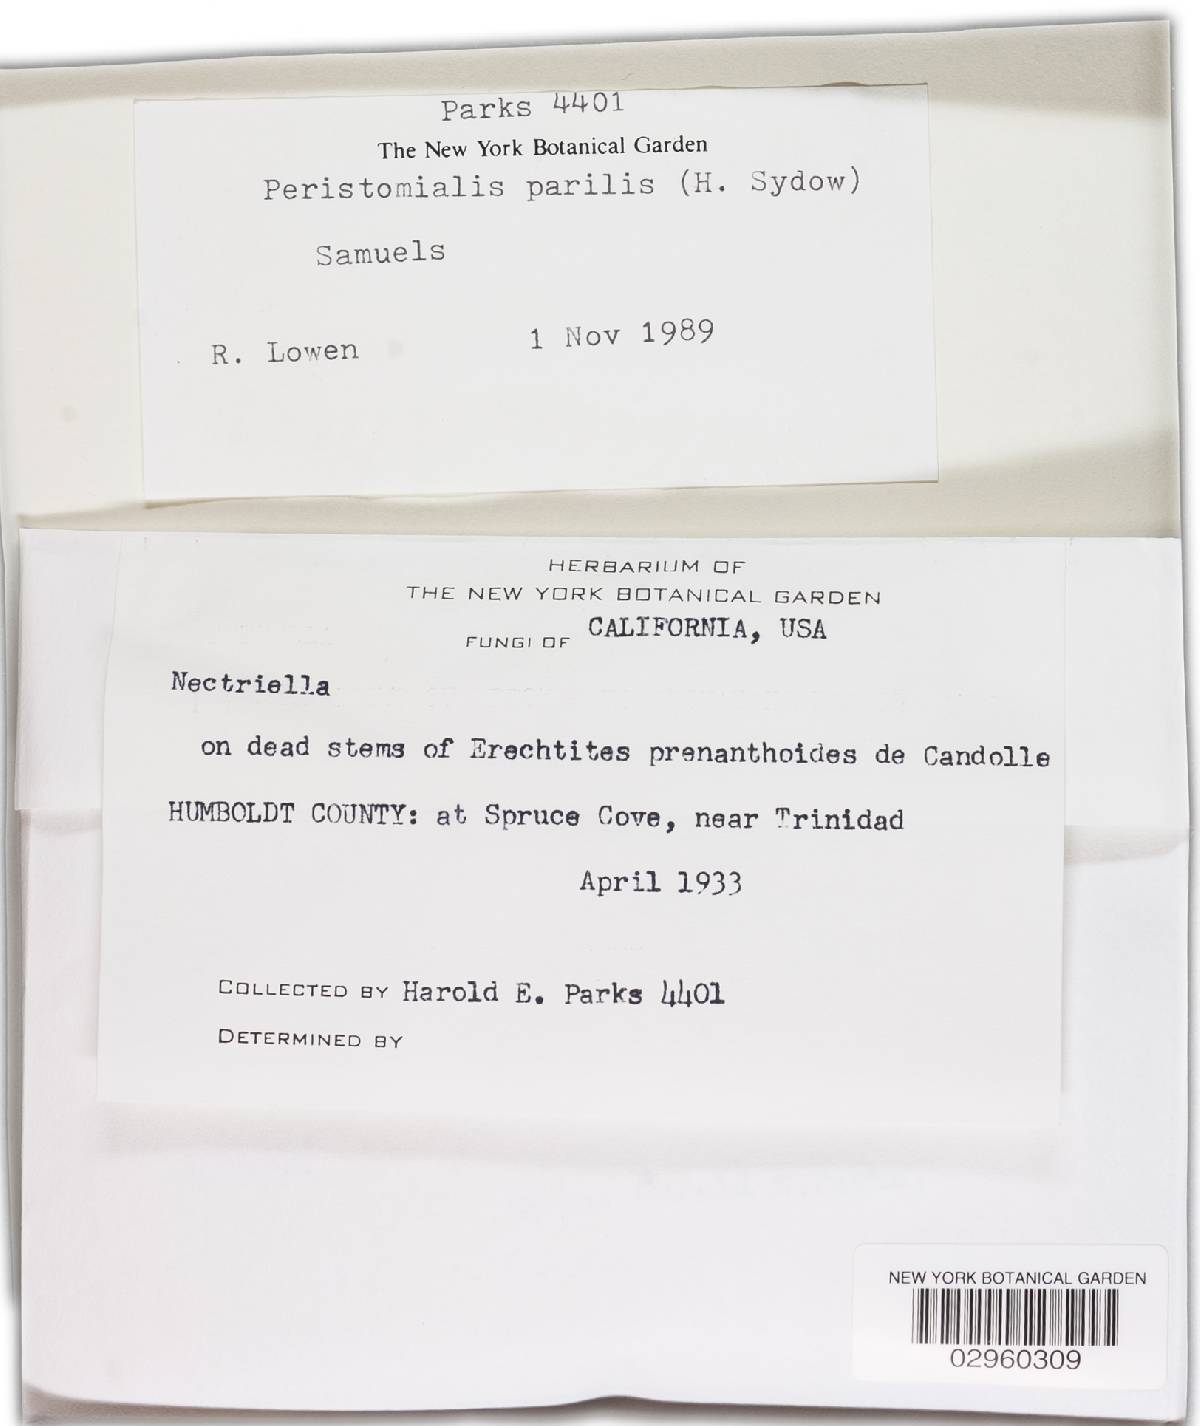 Parks 4401
The New York Botanical Garden
Peristomialis parilis (H. Sydow)
Samuels
R. Lowen 1 Nov 1989
HERBARIUM OF
THE NEW YORK BOTANICAL GARDEN
FUNGI OF CALIFORNIA, USA
Nectriella
on dead stems of Erechtites prenanthoides de Candolle
HUMBOLDT COUNTY: at Spruce Cove, near Trinidad
April 1933
COLLECTED BY Harold E. Parks 4401
DETERMINED BY
NEW YORK BOTANICAL GARDEN
02960309